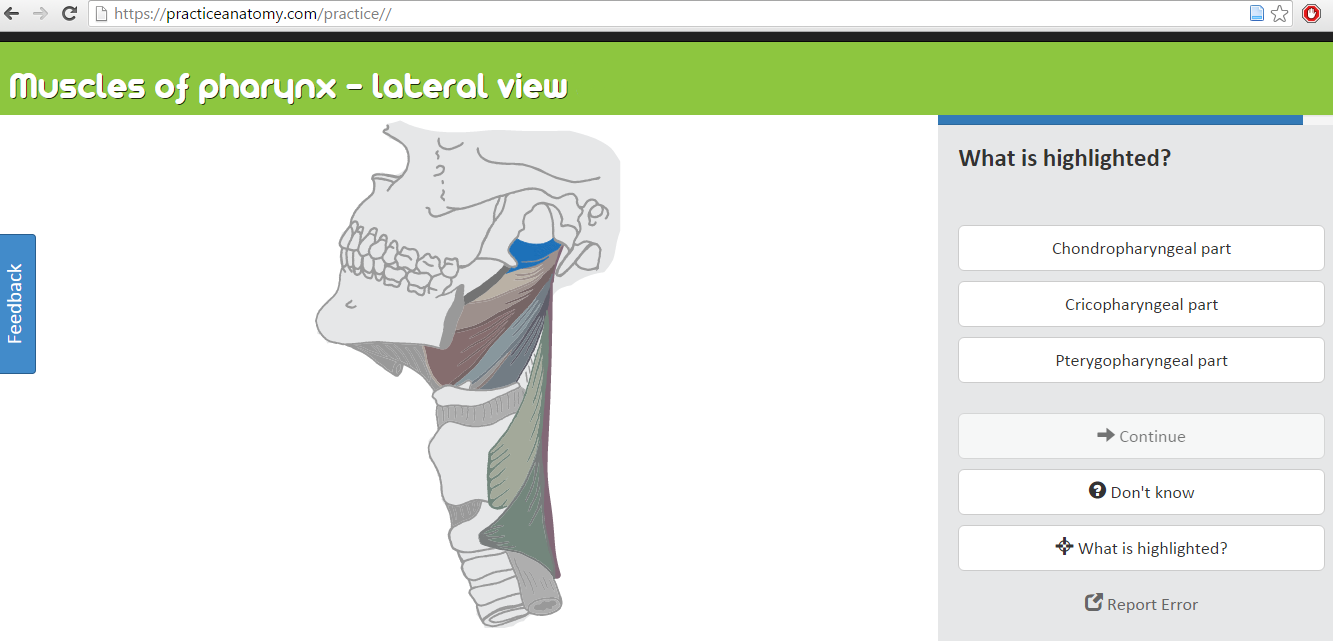 https://practiceanatomy.com/practice//
Muscles of pharynx - lateral view
What is highlighted?
Chondropharyngeal part
Cricopharyngeal part
Pterygopharyngeal part
Continue
Don't know
What is highlighted?
Report Error
Feedback